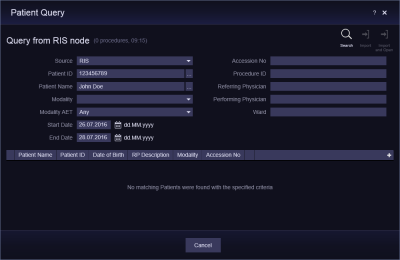 Patient Query ? ×
Query from RIS node (0 procedures, 09:15)
Search Import Import and Open
Source RIS Accession No
Patient ID 123456789 ... Procedure ID
Patient Name John Doe ... Referring Physician
Modality Performing Physician
Modality AET Any Ward
Start Date 26.07.2016 dd.MM.yyyy
End Date 28.07.2016 dd.MM.yyyy
Patient Name Patient ID Date of Birth RP Description Modality Accession No +
No matching Patients were found with the specified criteria
Cancel